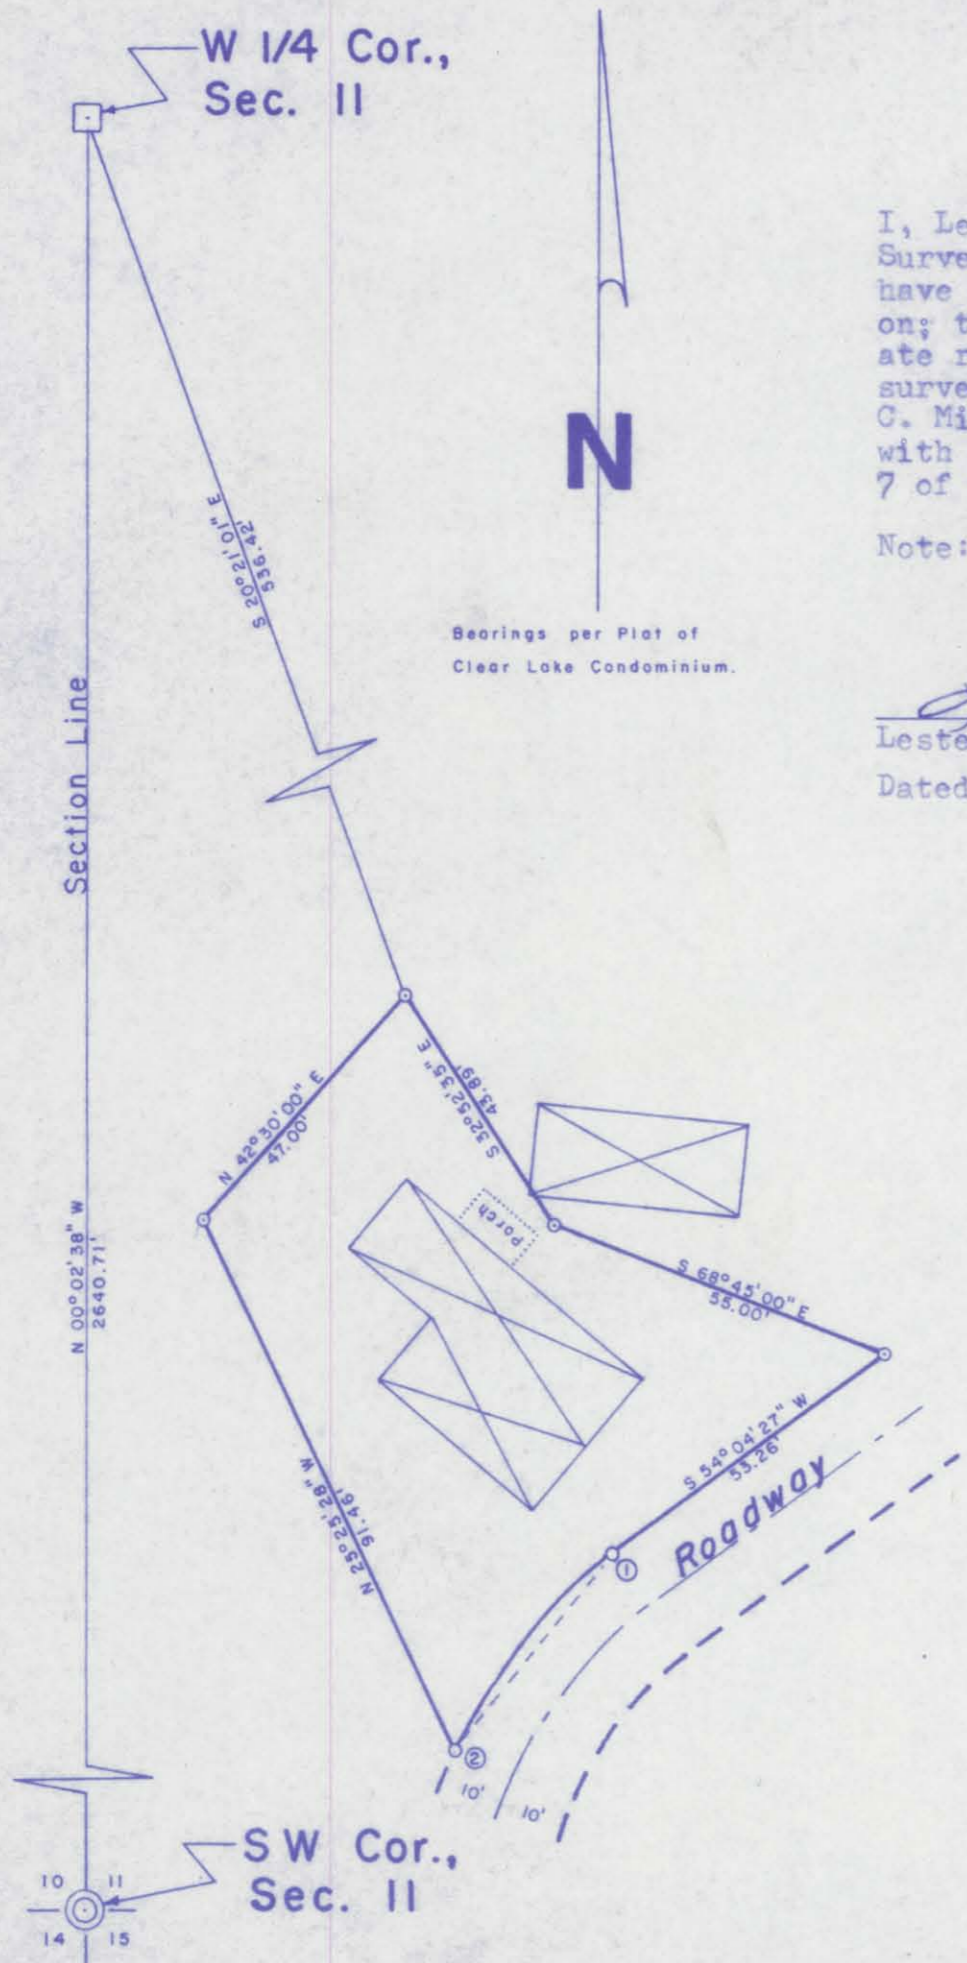 W 1/4 Cor.,
Sec. 11
I, Le
Surve
have
on; t
ate r
surve
C. Mi
with
7 of
Note:
N
Bearings per Plat of
Clear Lake Condominium.
S 20° 21' 01" E
536.42'
Section Line
Leste
Dated
N 42° 30' 00" E
47.00'
S 32° 52' 35" E
43.89'
Porch
N 00° 02' 38" W
2640.71'
S 68° 45' 00" E
55.00'
S 54° 04' 27" W
53.26'
Roadway
N 25° 25' 28" W
91.46'
1
2
10'
10'
SW Cor.,
Sec. 11
10 11
14 15